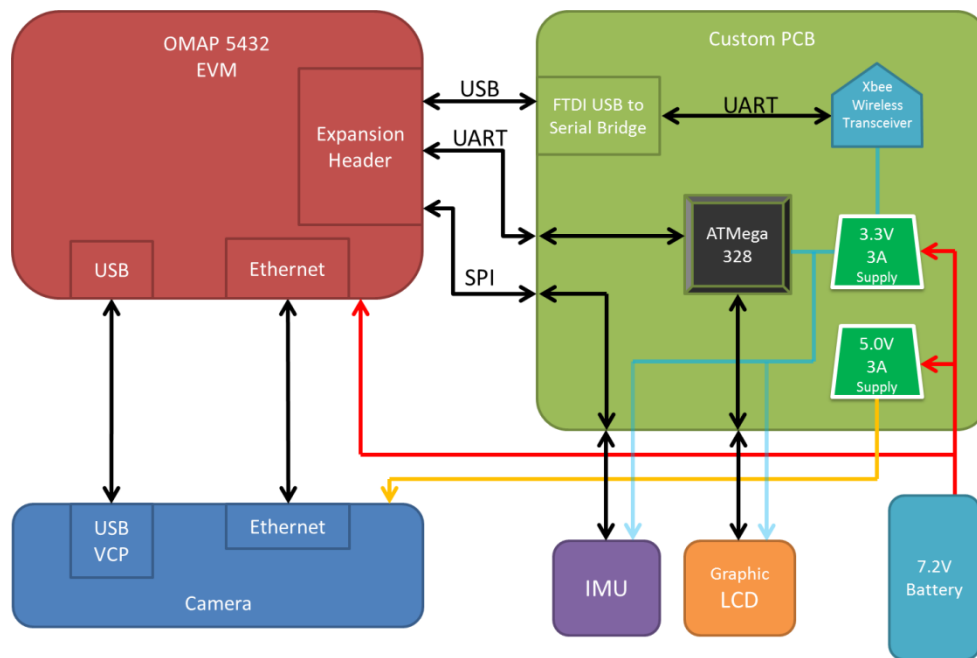 OMAP 5432
EVM
Expansion
Header
USB
Ethernet
USB
UART
SPI
Custom PCB
FTDI USB to
Serial Bridge
UART
Xbee
Wireless
Transceiver
ATMega
328
3.3V
3A
Supply
5.0V
3A
Supply
USB
VCP
Ethernet
Camera
IMU
Graphic
LCD
7.2V
Battery